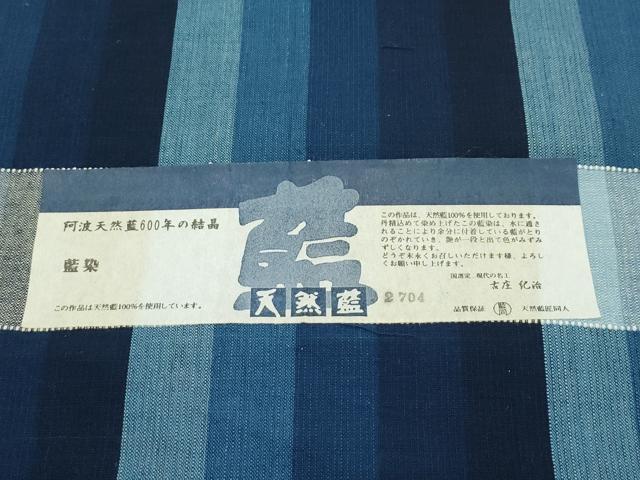 阿波天然藍600年の結晶
藍染
この作品は天然藍100%を使用しています。
藍
天然藍
2704
この作品は、天然藍100%を使用しております。
丹精込めて染め上げたこの藍染は、水に通さ
れることにより余分に付着している藍がとり
のぞかれていき、艶が一段と出て色がみずみ
ずしくなります。
どうぞ末永くお召しいただけます様、よろし
くお願い申し上げます。
国選定 現代の名工
古庄 紀治
品質保証
天然藍匠同人